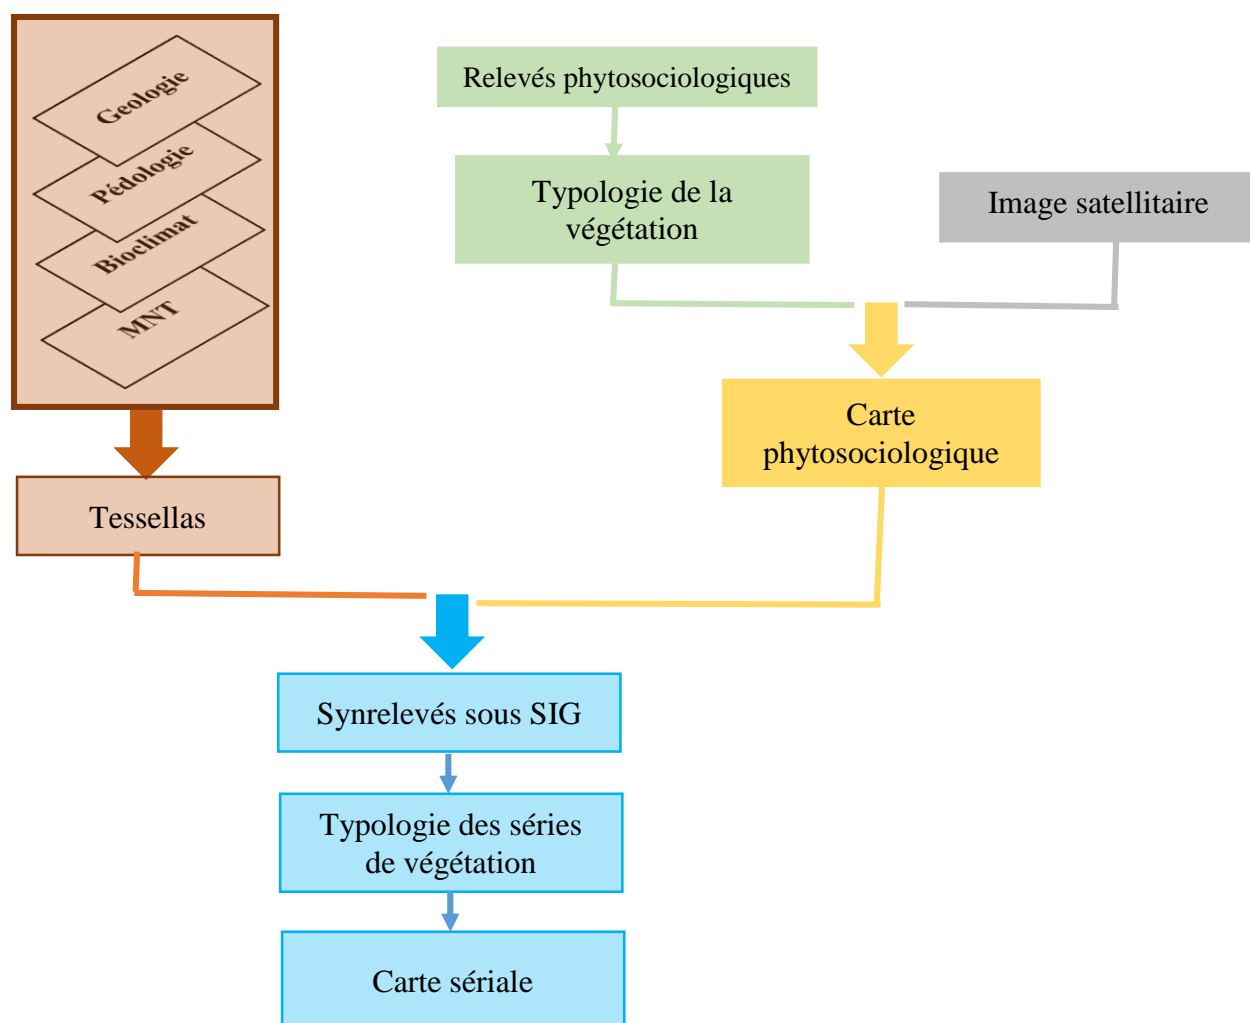 Geologie
Pédologie
Bioclimat
MNT
Tessellas
Relevés phytosociologiques
Typologie de la
végétation
Image satellitaire
Carte
phytosociologique
Synrelevés sous SIG
Typologie des séries
de végétation
Carte sériale